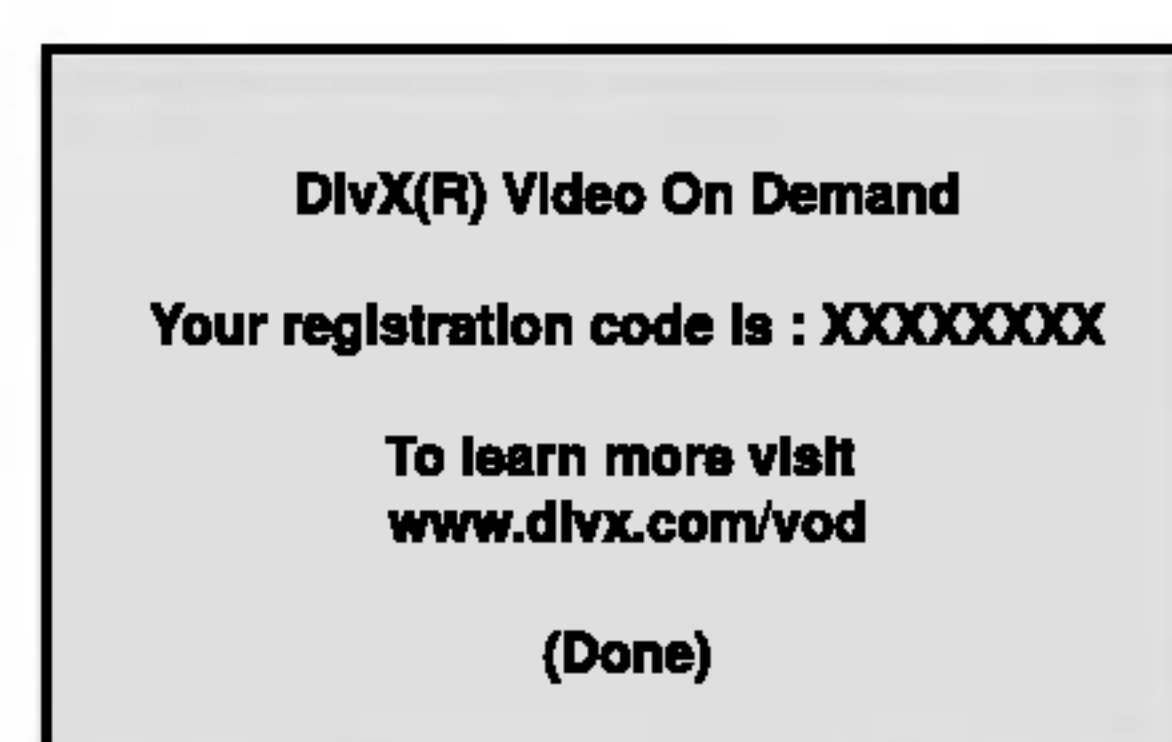 DivX(R) Video On Demand
Your registration code is : XXXXXXXX
To learn more visit
www.divx.com/vod
(Done)